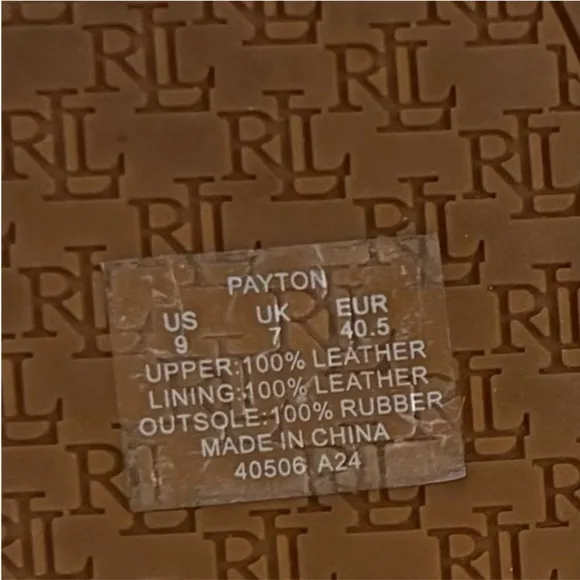 PAYTON
US UK EUR
9 7 40.5
UPPER:100% LEATHER
LINING:100% LEATHER
OUTSOLE:100% RUBBER
MADE IN CHINA
40506 A24
RLL